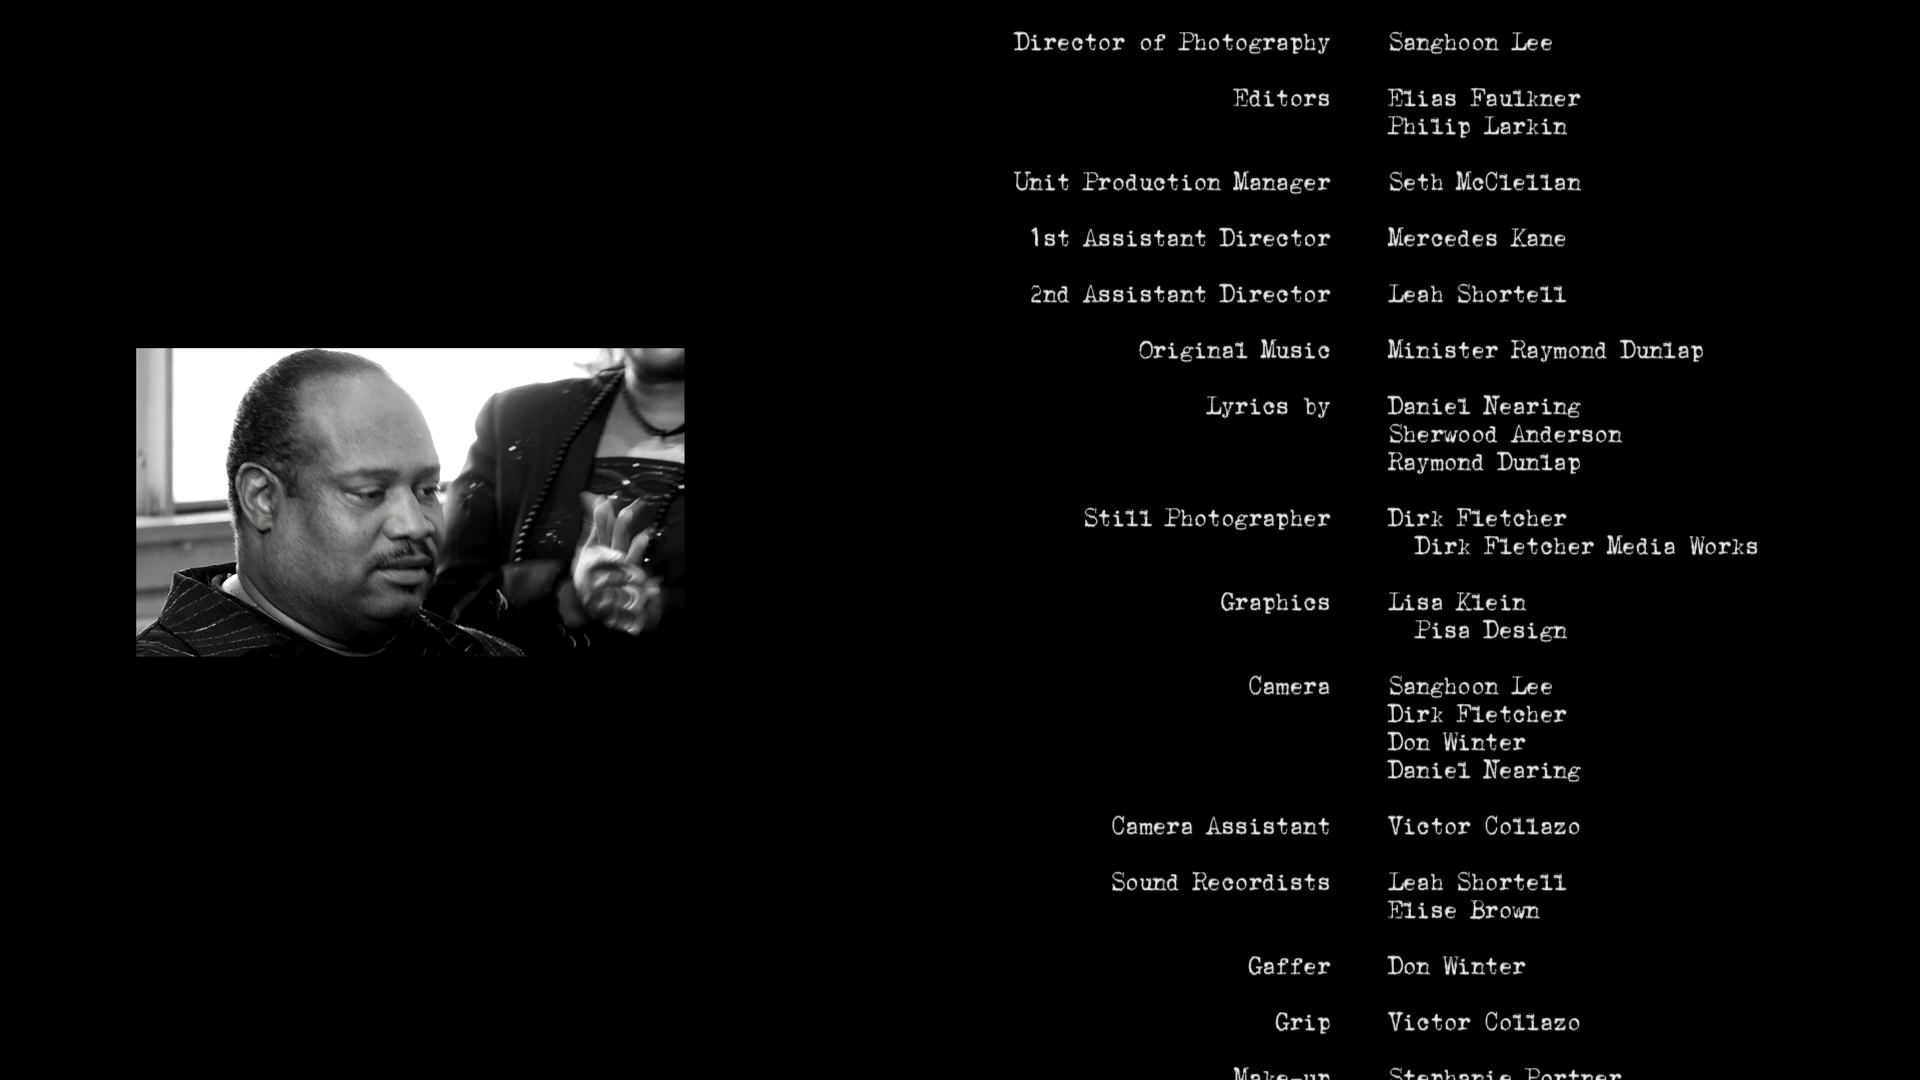 Director of Photography Sanghoon Lee
Editors Elias Faulkner
Philip Larkin
Unit Production Manager Seth McClellan
1st Assistant Director Mercedes Kane
2nd Assistant Director Leah Shortell
Original Music Minister Raymond Dunlap
Lyrics by Daniel Nearing
Sherwood Anderson
Raymond Dunlap
Still Photographer Dirk Fletcher
Dirk Fletcher Media Works
Graphics Lisa Klein
Pisa Design
Camera Sanghoon Lee
Dirk Fletcher
Don Winter
Daniel Nearing
Camera Assistant Victor Collazo
Sound Recordists Leah Shortell
Elise Brown
Gaffer Don Winter
Grip Victor Collazo
Make-up Stephanie Portner